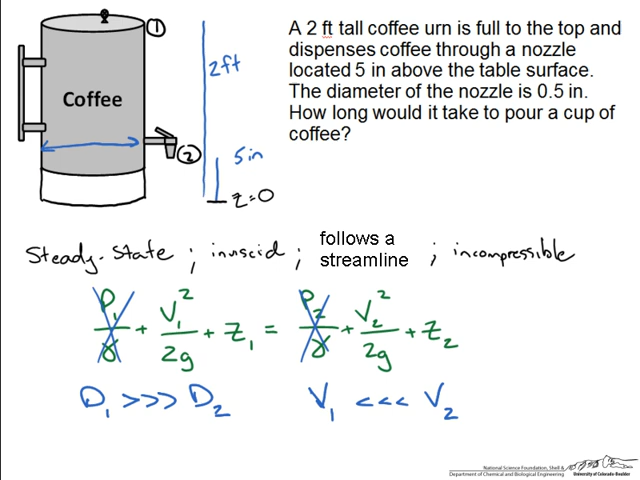 A 2 ft tall coffee urn is full to the top and
dispenses coffee through a nozzle
located 5 in above the table surface.
The diameter of the nozzle is 0.5 in.
How long would it take to pour a cup of
coffee?
1
2 ft
Coffee
2
5 in
z=0
Steady-State ; inviscid ; follows a streamline ; incompressible
P₁/γ + V₁²/2g + Z₁ = P₂/γ + V₂²/2g + Z₂
D₁ >>> D₂ V₁ <<< V₂
National Science Foundation, Shell &
Department of Chemical and Biological Engineering
University of Colorado Boulder